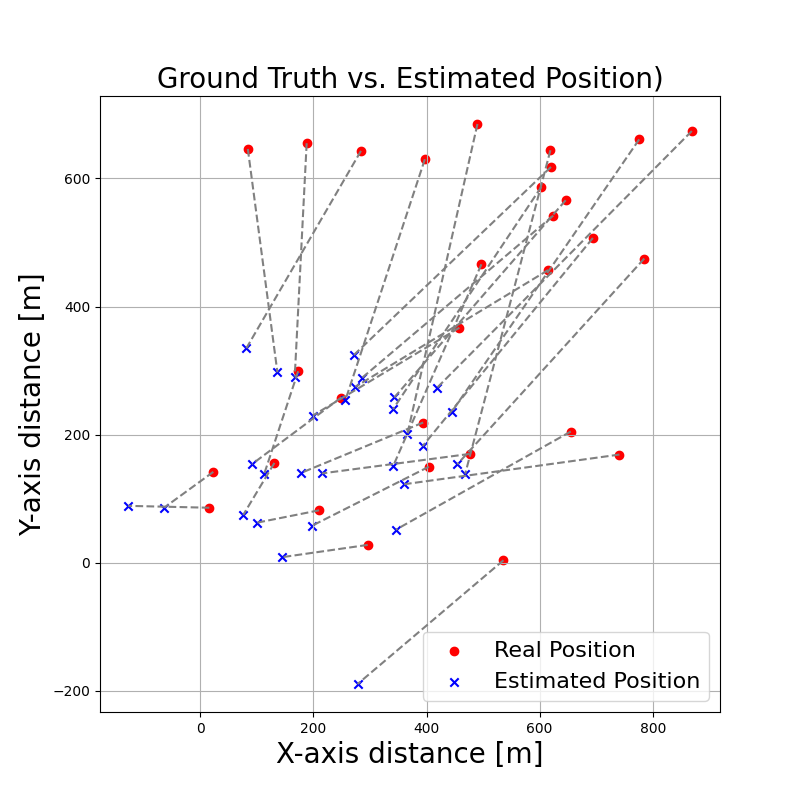 Ground Truth vs. Estimated Position)
Y-axis distance [m]
600
400
200
0
−200
0 200 400 600 800
X-axis distance [m]
Real Position
Estimated Position